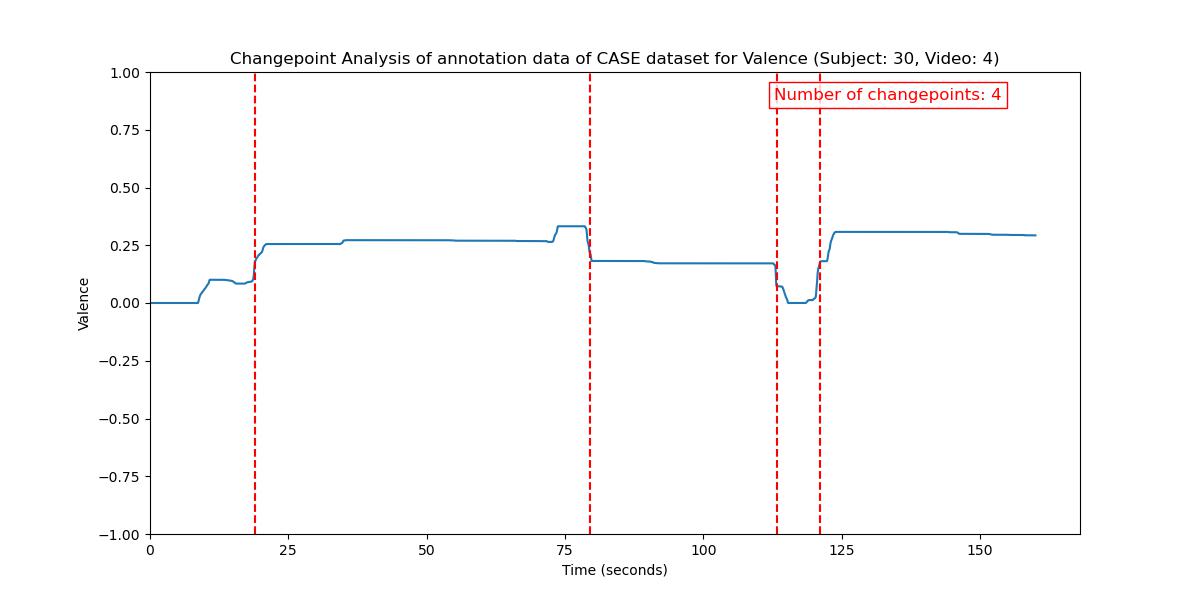 Changepoint Analysis of annotation data of CASE dataset for Valence (Subject: 30, Video: 4)
Number of changepoints: 4
1.00
0.75
0.50
0.25
0.00
−0.25
−0.50
−0.75
−1.00
Valence
0 25 50 75 100 125 150
Time (seconds)